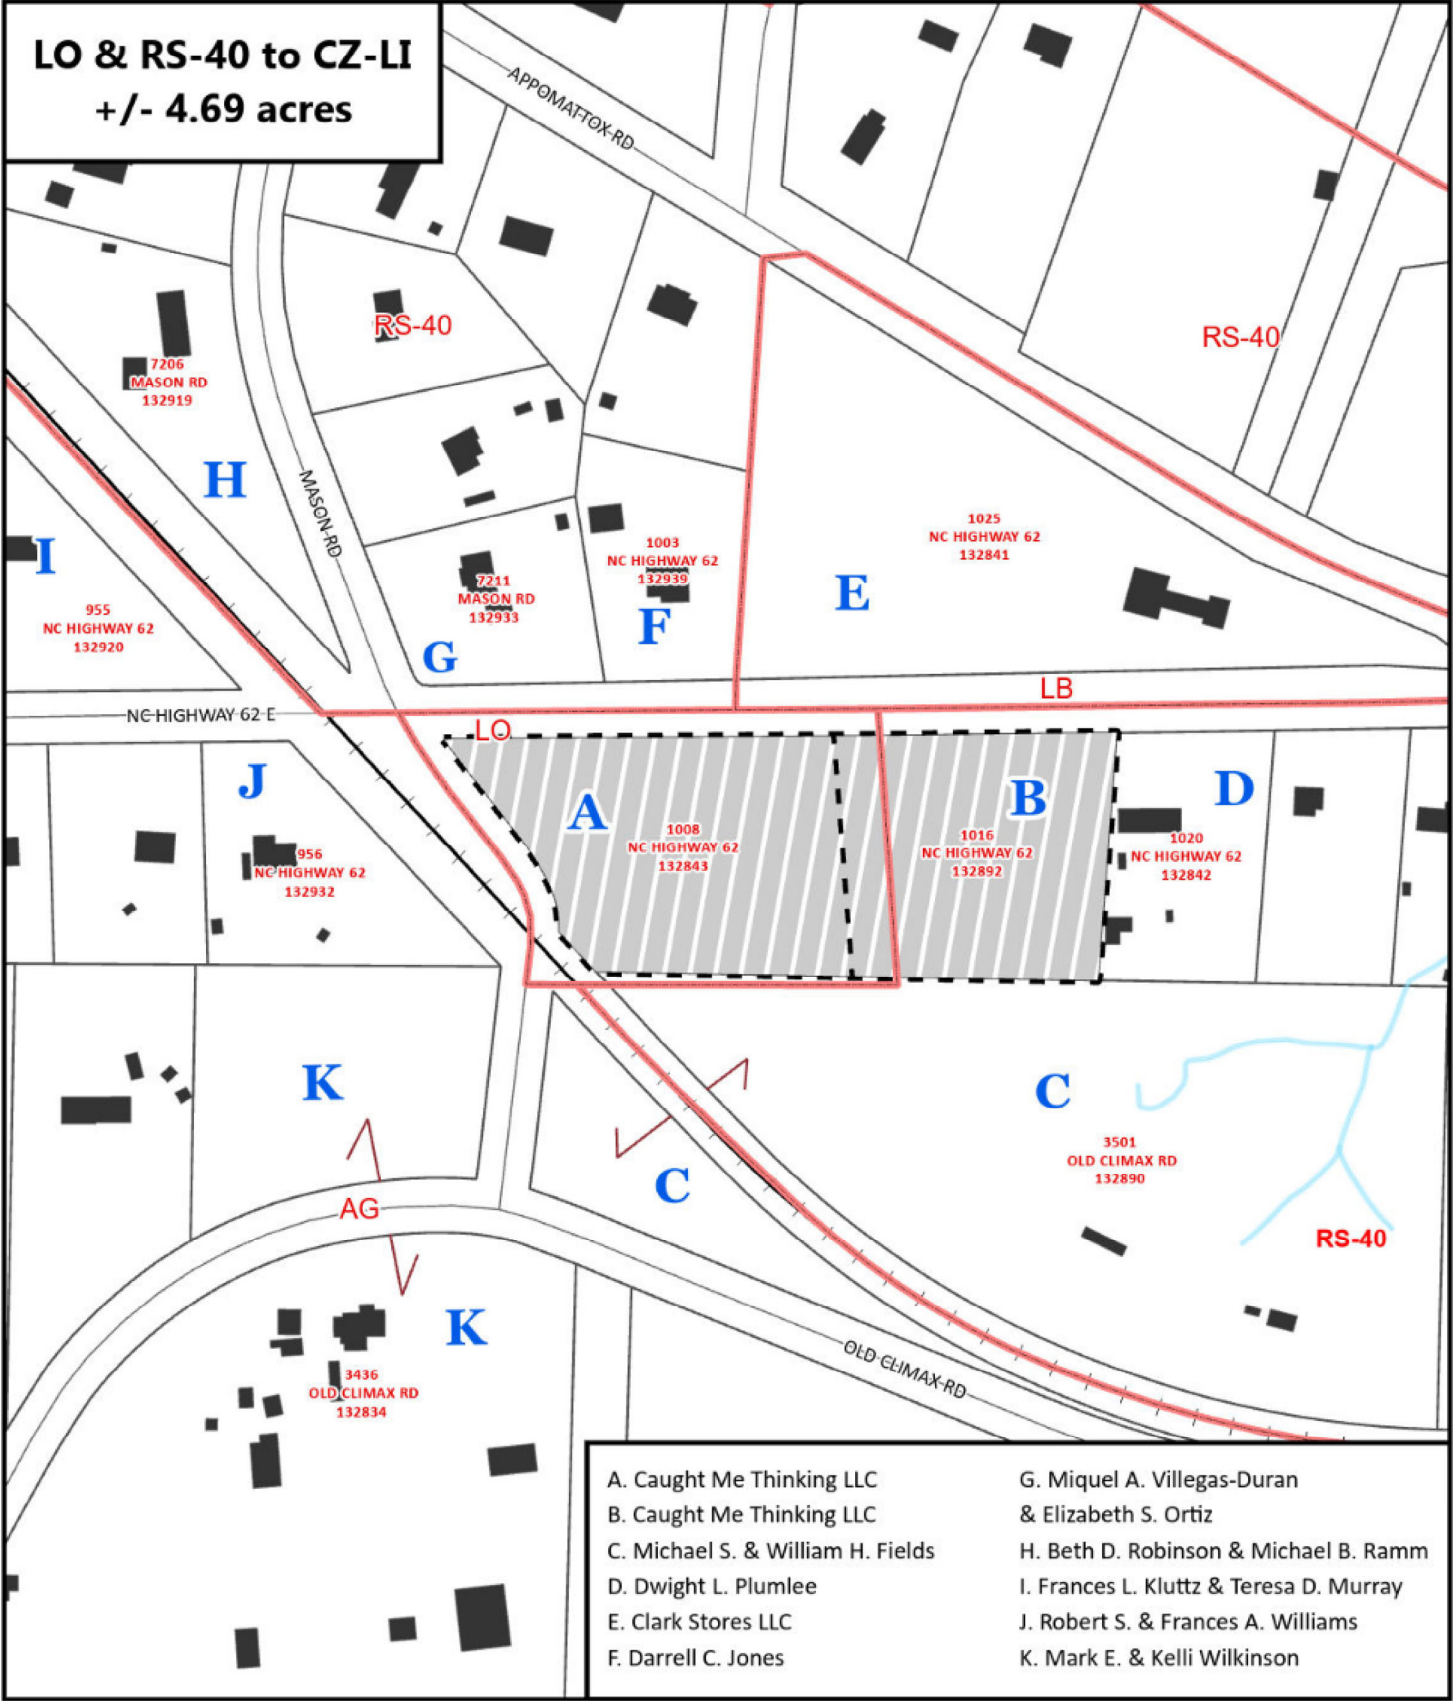 LO & RS-40 to CZ-LI
+/- 4.69 acres
APPOMATTOX RD
RS-40
RS-40
7206
MASON RD
132919
H
MASON RD
I
955
NC HIGHWAY 62
132920
7211
MASON RD
132933
G
1003
NC HIGHWAY 62
132939
F
1025
NC HIGHWAY 62
132841
E
LB
NC HIGHWAY 62 E
LO
J
956
NC HIGHWAY 62
132932
A
1008
NC HIGHWAY 62
132843
B
1016
NC HIGHWAY 62
132892
D
1020
NC HIGHWAY 62
132842
K
C
3501
OLD CLIMAX RD
132890
C
AG
RS-40
K
3436
OLD CLIMAX RD
132834
OLD CLIMAX RD
A. Caught Me Thinking LLC
B. Caught Me Thinking LLC
C. Michael S. & William H. Fields
D. Dwight L. Plumlee
E. Clark Stores LLC
F. Darrell C. Jones
G. Miquel A. Villegas-Duran
& Elizabeth S. Ortiz
H. Beth D. Robinson & Michael B. Ramm
I. Frances L. Kluttz & Teresa D. Murray
J. Robert S. & Frances A. Williams
K. Mark E. & Kelli Wilkinson